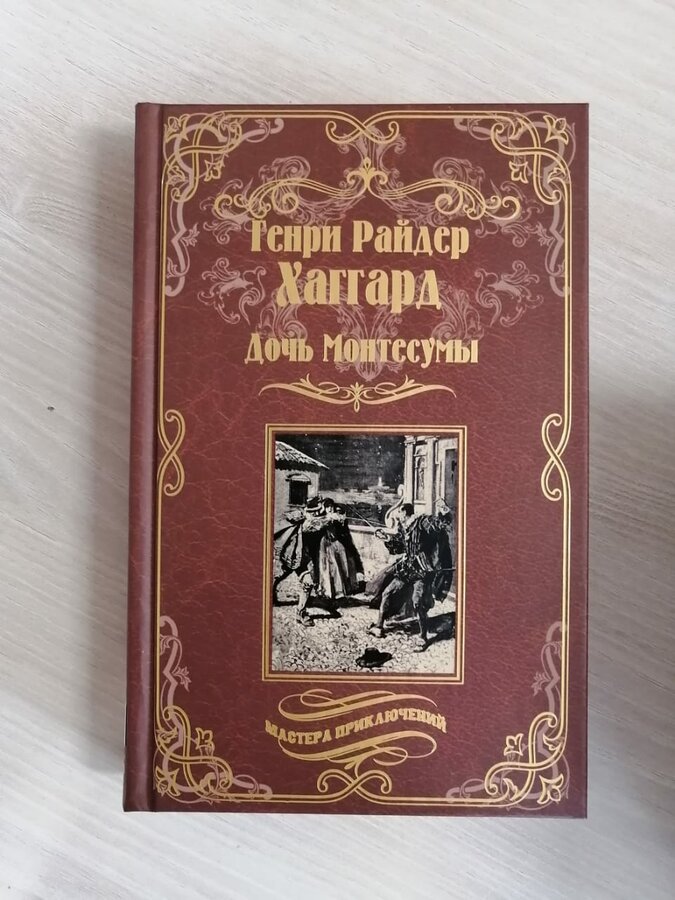 Генри Райдер
Хаггард
Дочь Монтесумы
МАСТЕРА ПРИКЛЮЧЕНИЙ